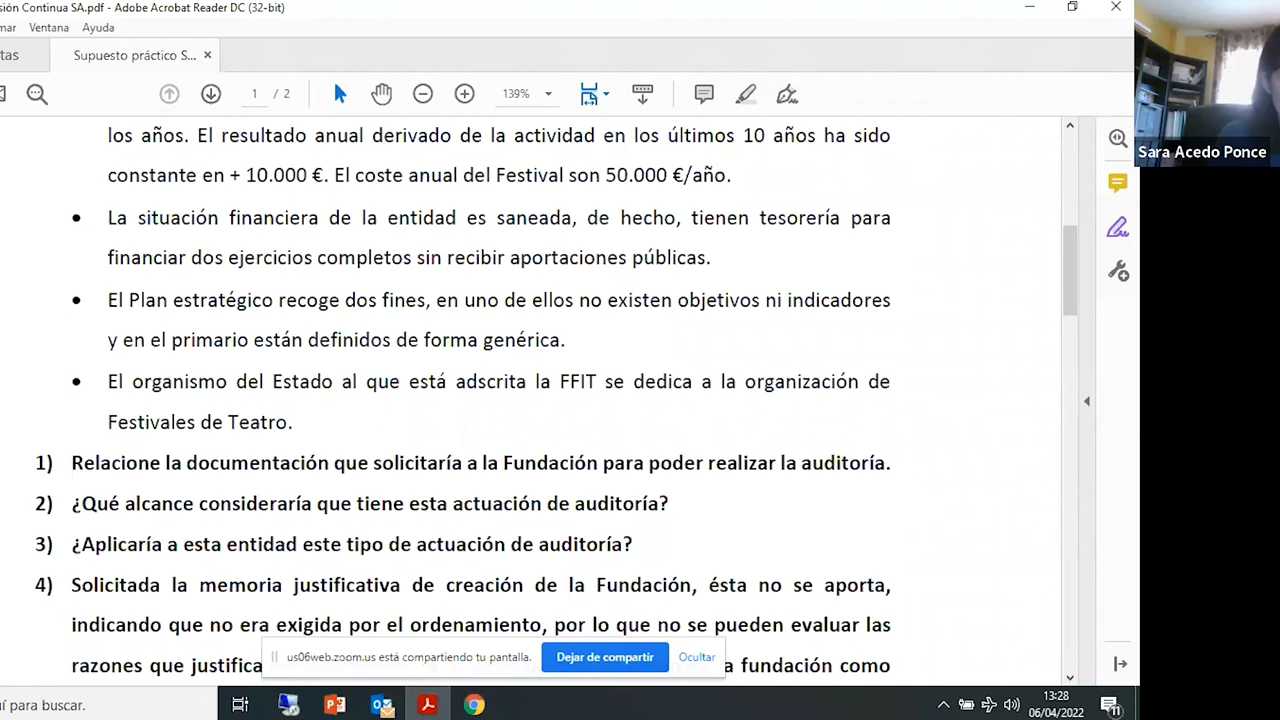 sión Continua SA.pdf - Adobe Acrobat Reader DC (32-bit)
mar Ventana Ayuda
tas Supuesto práctico S... ×
1 / 2 139%
los años. El resultado anual derivado de la actividad en los últimos 10 años ha sido
constante en + 10.000 €. El coste anual del Festival son 50.000 €/año.
• La situación financiera de la entidad es saneada, de hecho, tienen tesorería para
financiar dos ejercicios completos sin recibir aportaciones públicas.
• El Plan estratégico recoge dos fines, en uno de ellos no existen objetivos ni indicadores
y en el primario están definidos de forma genérica.
• El organismo del Estado al que está adscrita la FFIT se dedica a la organización de
Festivales de Teatro.
1) Relacione la documentación que solicitaría a la Fundación para poder realizar la auditoría.
2) ¿Qué alcance consideraría que tiene esta actuación de auditoría?
3) ¿Aplicaría a esta entidad este tipo de actuación de auditoría?
4) Solicitada la memoria justificativa de creación de la Fundación, ésta no se aporta,
indicando que no era exigida por el ordenamiento, por lo que no se pueden evaluar las
razones que justifica a fundación como
us06web.zoom.us está compartiendo tu pantalla. Dejar de compartir Ocultar
Sara Acedo Ponce
uí para buscar.
13:28
06/04/2022
11